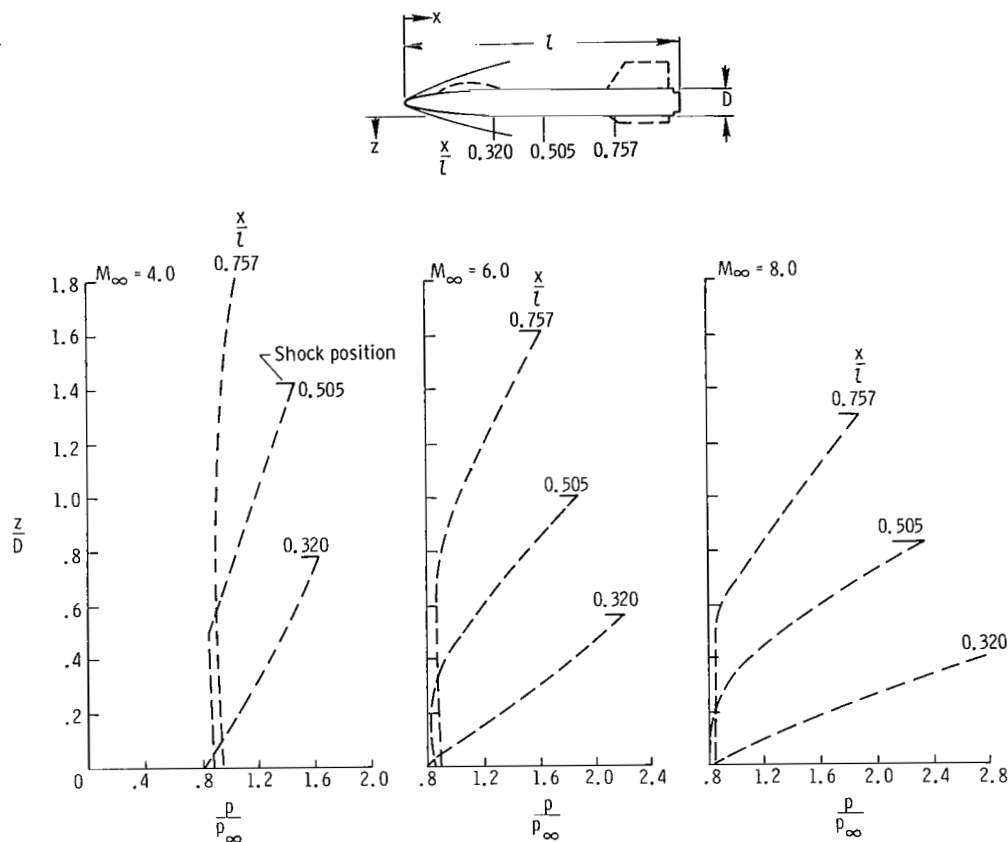 x
l
D
z
x/l 0.320 0.505 0.757
x/l
0.757
M∞ = 4.0
1.8
1.6
1.4
1.2
1.0
.8
.6
.4
.2
0
z/D
Shock position
0.505
0.320
.4 .8 1.2 1.6 2.0
p/p∞
M∞ = 6.0
x/l
0.757
0.505
0.320
.8 1.2 1.6 2.0 2.4
p/p∞
M∞ = 8.0
x/l
0.757
0.505
0.320
.8 1.2 1.6 2.0 2.4 2.8
p/p∞